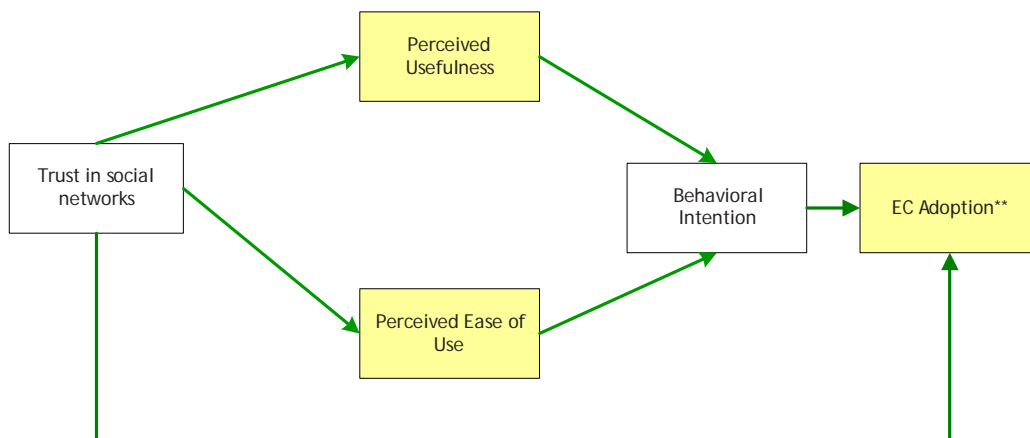 Perceived
Usefulness
Trust in social
networks
Behavioral
Intention
EC Adoption**
Perceived Ease of
Use